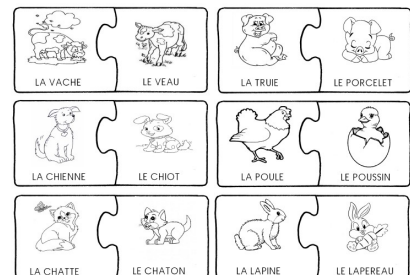 LA VACHE LE VEAU LA TRUIE LE PORCELET
LA CHIENNE LE CHIOT LA POULE LE POUSSIN
LA CHATTE LE CHATON LA LAPINE LE LAPEREAU